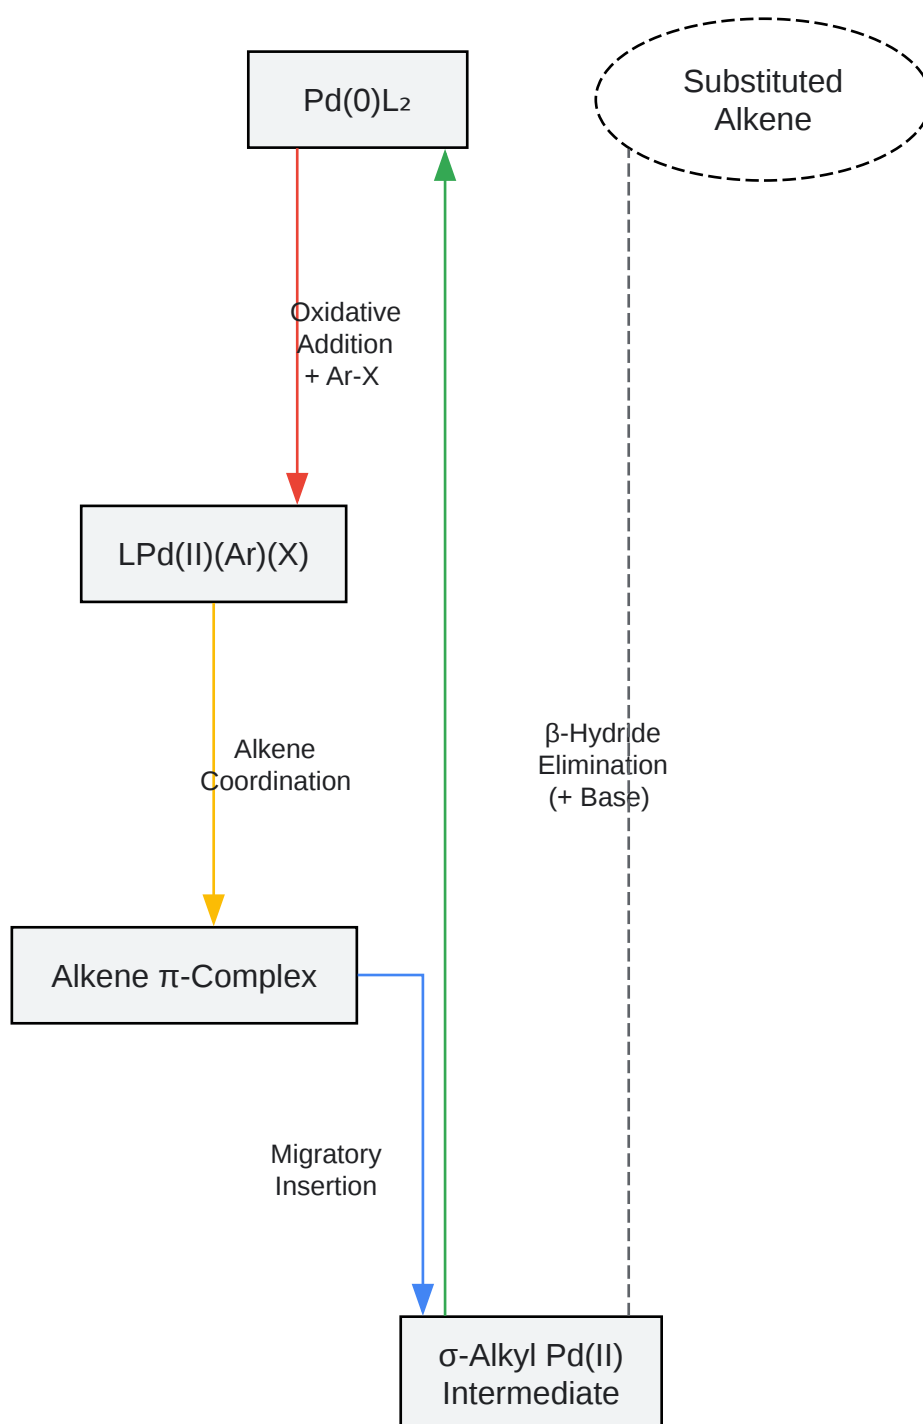 Pd(0)L₂
Substituted
Alkene
Oxidative
Addition
+ Ar-X
LPd(II)(Ar)(X)
β-Hydride
Elimination
(+ Base)
Alkene
Coordination
Alkene π-Complex
Migratory
Insertion
σ-Alkyl Pd(II)
Intermediate